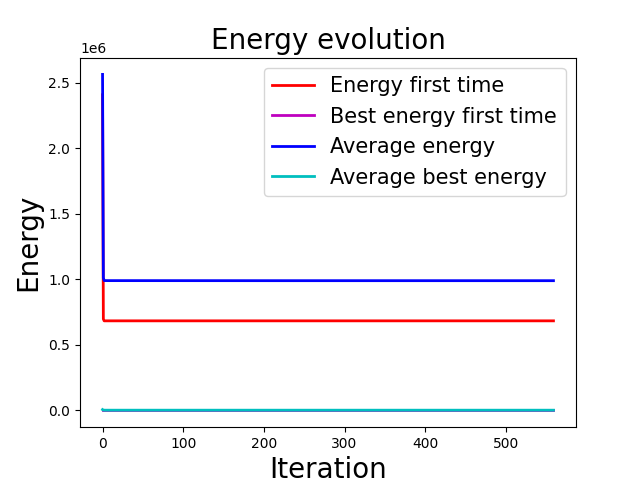 Energy evolution
1e6
Energy first time
Best energy first time
Average energy
Average best energy
2.5
2.0
1.5
1.0
0.5
0.0
Energy
0 100 200 300 400 500
Iteration